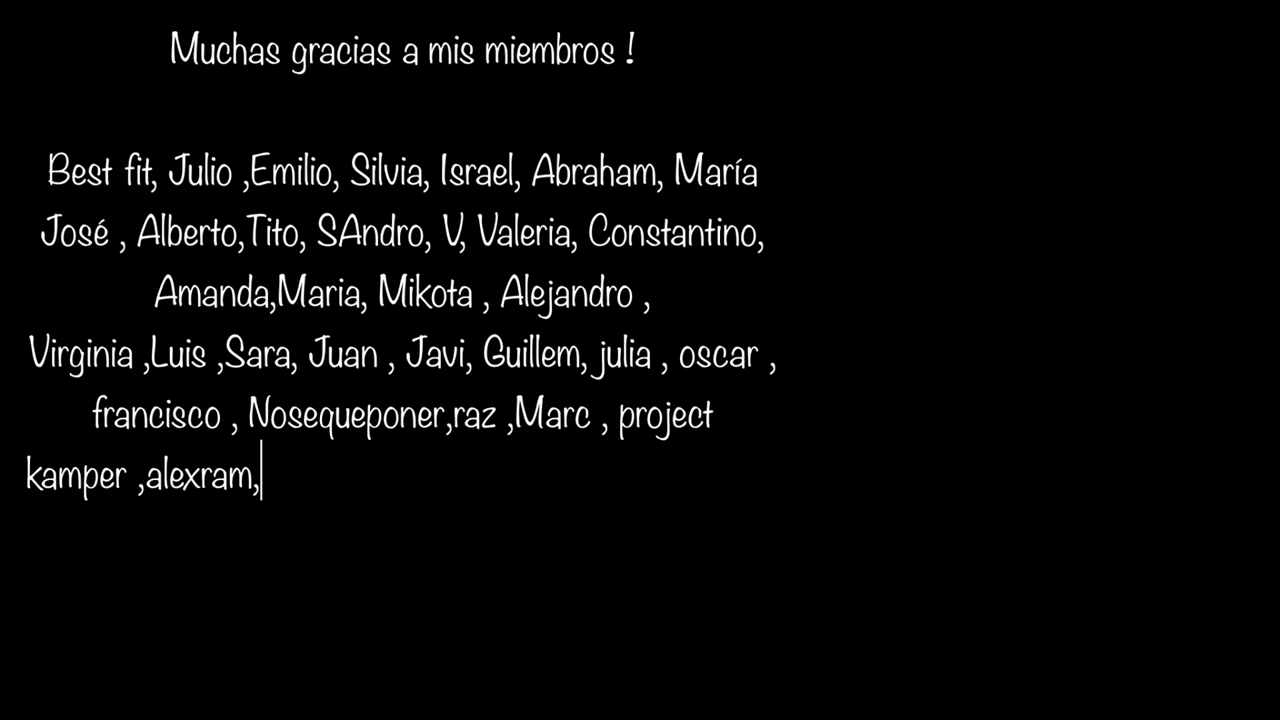 Muchas gracias a mis miembros !
Best fit, Julio ,Emilio, Silvia, Israel, Abraham, María
José , Alberto,Tito, SAndro, V, Valeria, Constantino,
Amanda,Maria, Mikota , Alejandro ,
Virginia ,Luis ,Sara, Juan , Javi, Guillem, julia , oscar ,
francisco , Nosequeponer,raz ,Marc , project
kamper ,alexram,